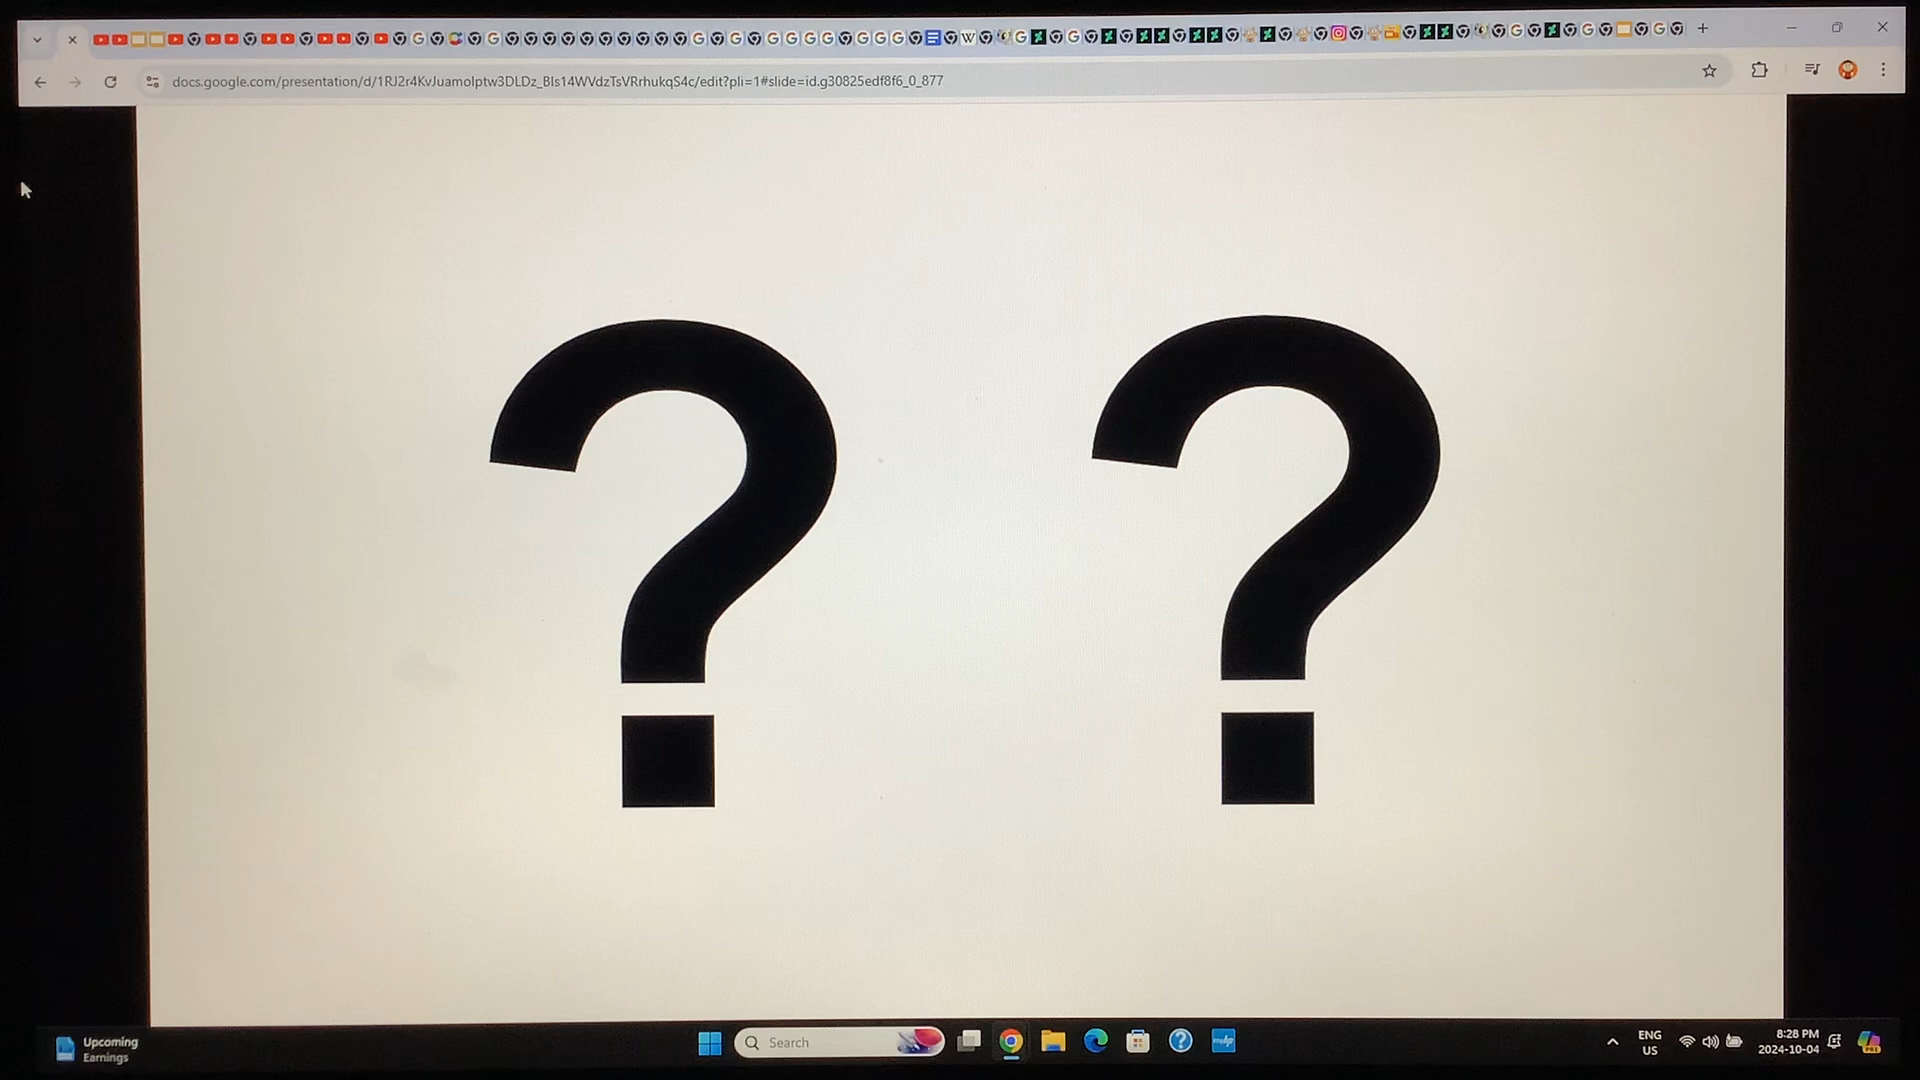 docs.google.com/presentation/d/1RJ2r4KvJuamolptw3DLDz_BIs14WVdzTsVRrhukqS4c/edit?pli=1#slide=id.g30825edf8f6_0_877
? ?
Upcoming
Earnings
Search
ENG
US
8:28 PM
2024-10-04